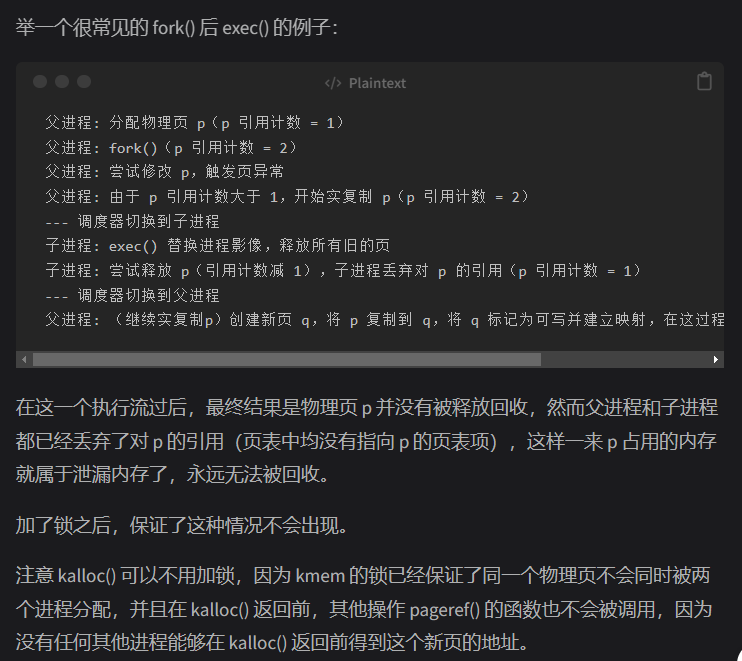 举一个很常见的 fork() 后 exec() 的例子：
</> Plaintext
父进程: 分配物理页 p（p 引用计数 = 1）
父进程: fork()（p 引用计数 = 2）
父进程: 尝试修改 p，触发页异常
父进程: 由于 p 引用计数大于 1，开始实复制 p（p 引用计数 = 2）
--- 调度器切换到子进程
子进程: exec() 替换进程影像，释放所有旧的页
子进程: 尝试释放 p（引用计数减 1），子进程丢弃对 p 的引用（p 引用计数 = 1）
--- 调度器切换到父进程
父进程: （继续实复制p）创建新页 q，将 p 复制到 q，将 q 标记为可写并建立映射，在这过程
在这一个执行流过后，最终结果是物理页 p 并没有被释放回收，然而父进程和子进程
都已经丢弃了对 p 的引用（页表中均没有指向 p 的页表项），这样一来 p 占用的内存
就属于泄漏内存了，永远无法被回收。
加了锁之后，保证了这种情况不会出现。
注意 kalloc() 可以不用加锁，因为 kmem 的锁已经保证了同一个物理页不会同时被两
个进程分配，并且在 kalloc() 返回前，其他操作 pageref() 的函数也不会被调用，因为
没有任何其他进程能够在 kalloc() 返回前得到这个新页的地址。